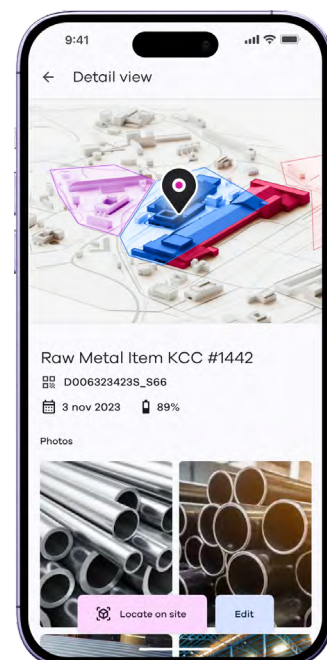 9:41
Detail view
Raw Metal Item KCC #1442
D006323423S_S66
3 nov 2023 89%
Photos
Locate on site Edit